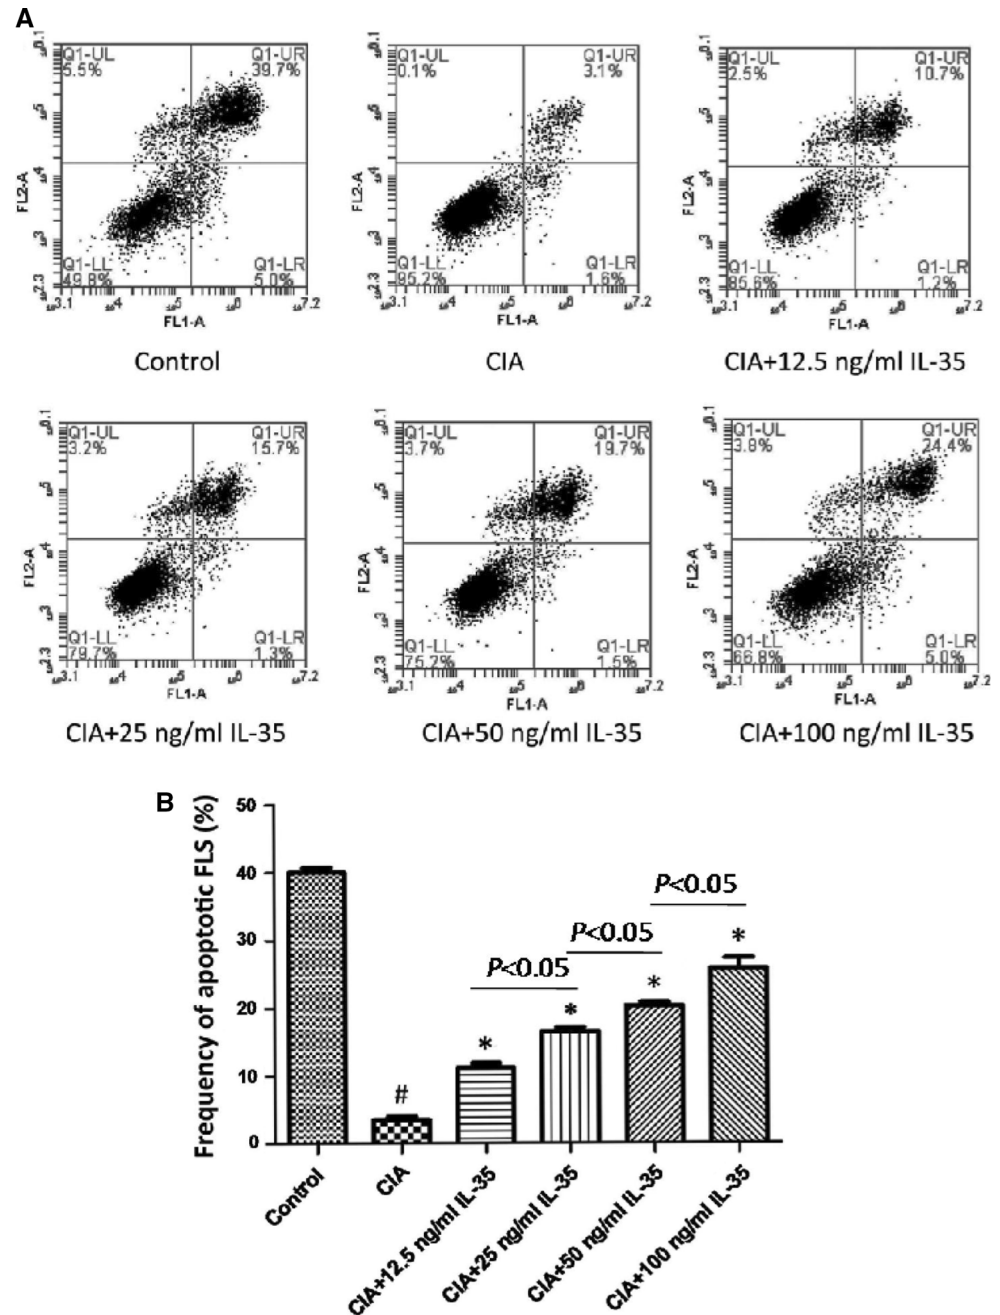 A
Q1-UL Q1-UR
5.5% 39.7%
FL2-A
Q1-LL Q1-LR
49.8% 5.0%
FL1-A
Control
Q1-UL Q1-UR
0.1% 3.1%
FL2-A
Q1-LL Q1-LR
95.2% 1.6%
FL1-A
CIA
Q1-UL Q1-UR
2.5% 10.7%
FL2-A
Q1-LL Q1-LR
85.6% 1.2%
FL1-A
CIA+12.5 ng/ml IL-35
Q1-UL Q1-UR
3.2% 15.7%
FL2-A
Q1-LL Q1-LR
79.7% 1.3%
FL1-A
CIA+25 ng/ml IL-35
Q1-UL Q1-UR
3.7% 19.7%
FL2-A
Q1-LL Q1-LR
75.2% 1.5%
FL1-A
CIA+50 ng/ml IL-35
Q1-UL Q1-UR
3.8% 24.4%
FL2-A
Q1-LL Q1-LR
66.8% 5.0%
FL1-A
CIA+100 ng/ml IL-35
B
Frequency of apoptotic FLS (%)
50
40
30
20
10
0
#
*
*
*
*
P<0.05
P<0.05
P<0.05
Control
CIA
CIA+12.5 ng/ml IL-35
CIA+25 ng/ml IL-35
CIA+50 ng/ml IL-35
CIA+100 ng/ml IL-35